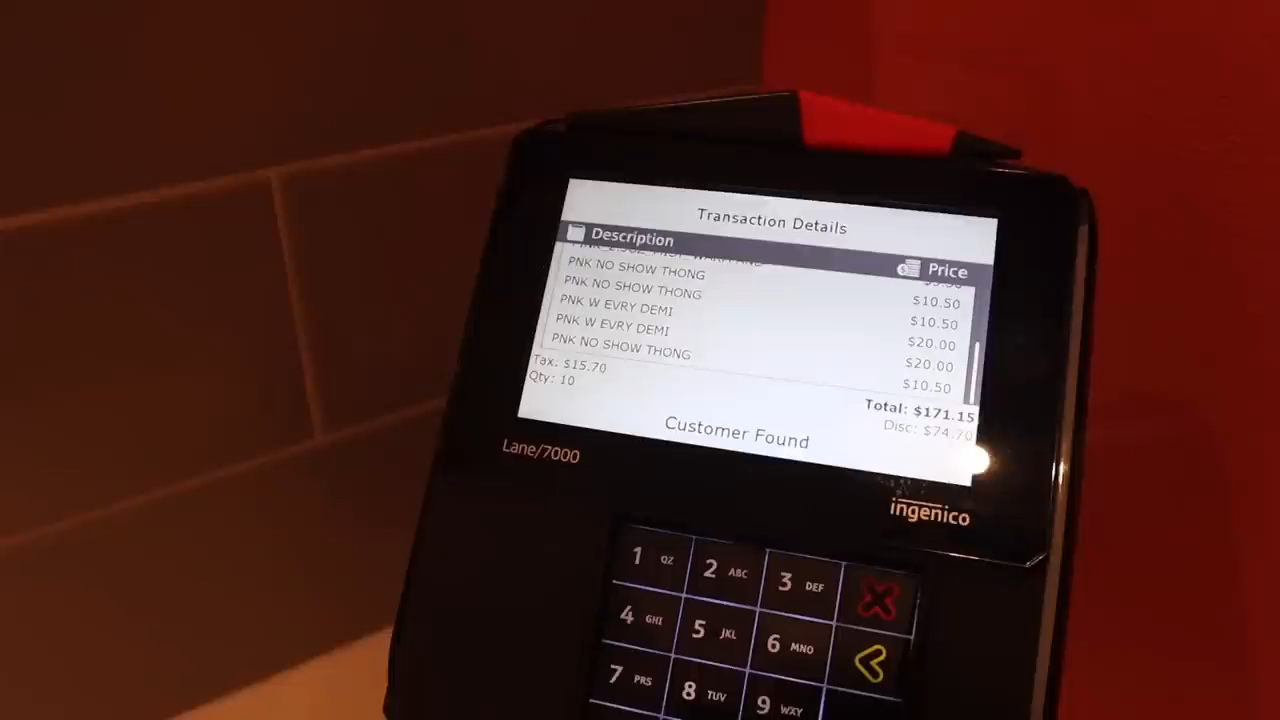 Transaction Details
Description Price
PNK NO SHOW THONG $10.50
PNK NO SHOW THONG $10.50
PNK W EVRY DEMI $20.00
PNK W EVRY DEMI $20.00
PNK NO SHOW THONG $10.50
Tax: $15.70
Qty: 10
Total: $171.15
Disc: $74.70
Customer Found
Lane/7000
ingenico
1 QZ 2 ABC 3 DEF
4 GHI 5 JKL 6 MNO
7 PRS 8 TUV 9 WXY